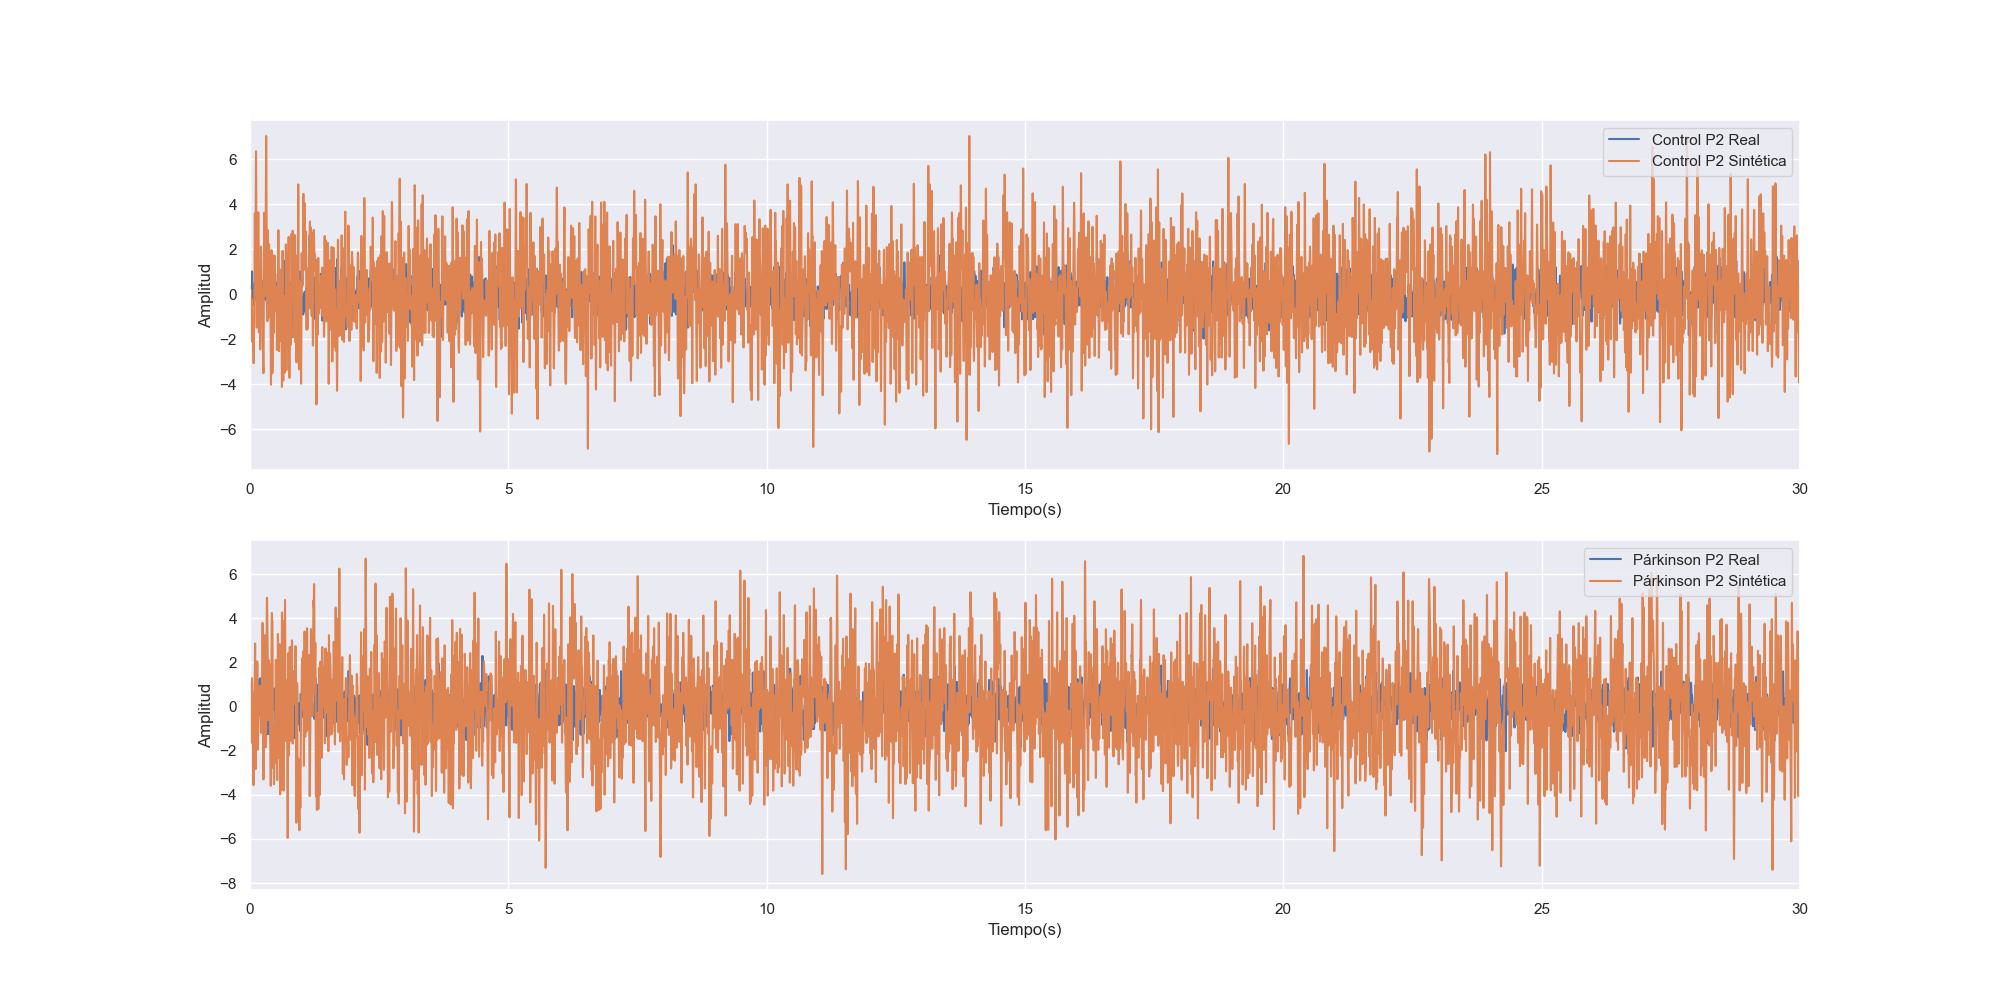 Control P2 Real
Control P2 Sintética
6
4
2
0
−2
−4
−6
Amplitud
0 5 10 15 20 25 30
Tiempo(s)
Párkinson P2 Real
Párkinson P2 Sintética
6
4
2
0
−2
−4
−6
−8
Amplitud
0 5 10 15 20 25 30
Tiempo(s)